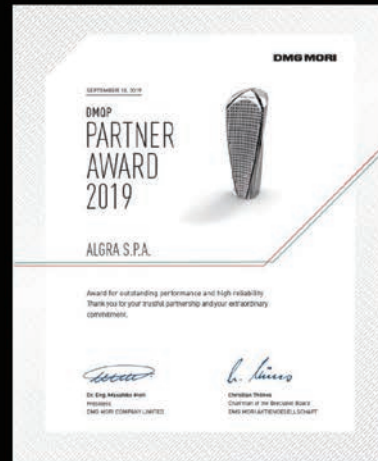 DMG MORI
SEPTEMBER 10, 2019
DMQP
PARTNER
AWARD
2019
ALGRA S.P.A.
Award for outstanding performance and high reliability
Thank you for your trustful partnership and your extraordinary
commitment.
Dr. Eng. Masahiko Mori
President
DMG MORI COMPANY LIMITED
Christian Thönes
Chairman of the Executive Board
DMG MORI AKTIENGESELLSCHAFT